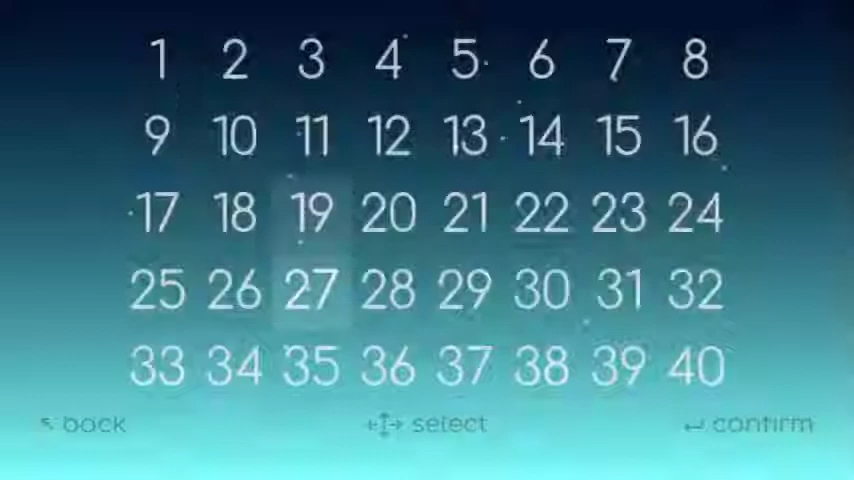 1 2 3 4 5 6 7 8
9 10 11 12 13 14 15 16
17 18 19 20 21 22 23 24
25 26 27 28 29 30 31 32
33 34 35 36 37 38 39 40
back select confirm